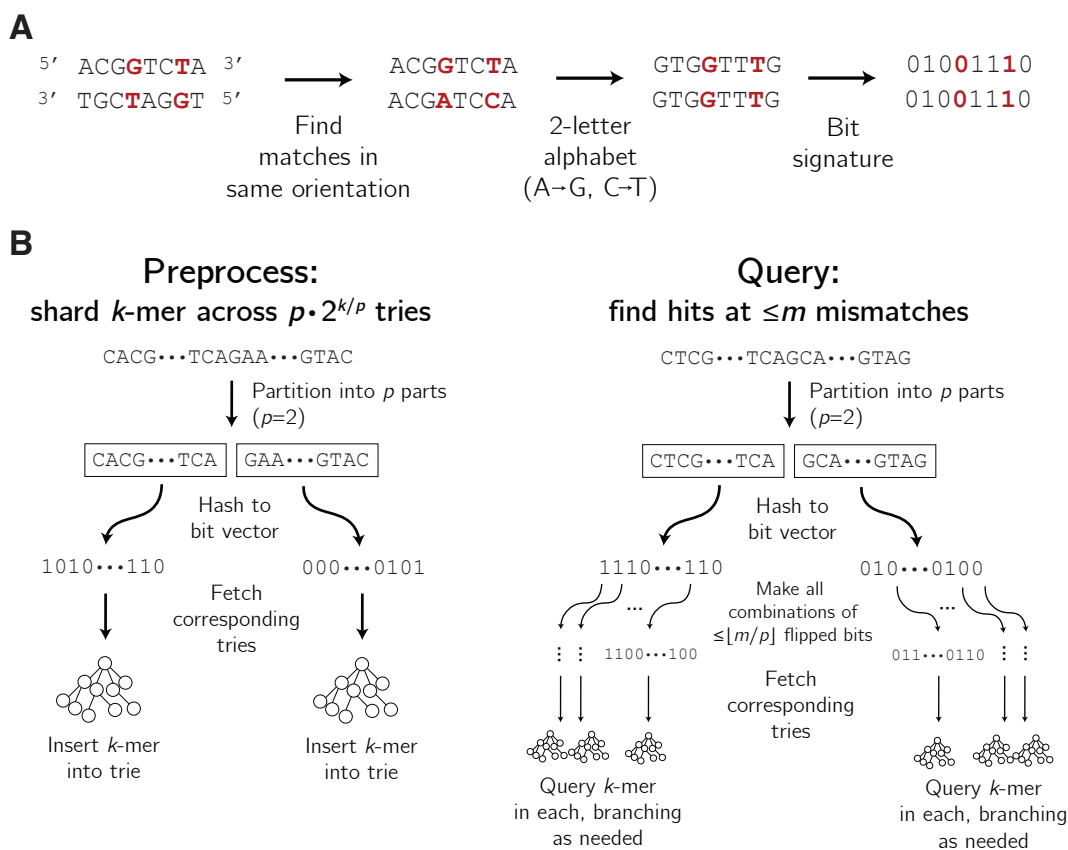 A
5′ ACGGTCTA 3′
3′ TGCTAGGT 5′
Find
matches in
same orientation
ACGGTCTA
ACGATCCA
2-letter
alphabet
(A→G, C→T)
GTGGTTTG
GTGGTTTG
Bit
signature
01001110
01001110
B
Preprocess:
shard k-mer across p•2^{k/p} tries
CACG•••TCAGAA•••GTAC
Partition into p parts
(p=2)
CACG•••TCA GAA•••GTAC
Hash to
bit vector
1010•••110 000•••0101
Fetch
corresponding
tries
Insert k-mer
into trie
Insert k-mer
into trie
Query:
find hits at ≤m mismatches
CTCG•••TCAGCA•••GTAG
Partition into p parts
(p=2)
CTCG•••TCA GCA•••GTAG
Hash to
bit vector
1110•••110 010•••0100
Make all
combinations of
≤⌊m/p⌋ flipped bits
...
...
1100•••100 011•••0110
Fetch
corresponding
tries
Query k-mer
in each, branching
as needed
Query k-mer
in each, branching
as needed